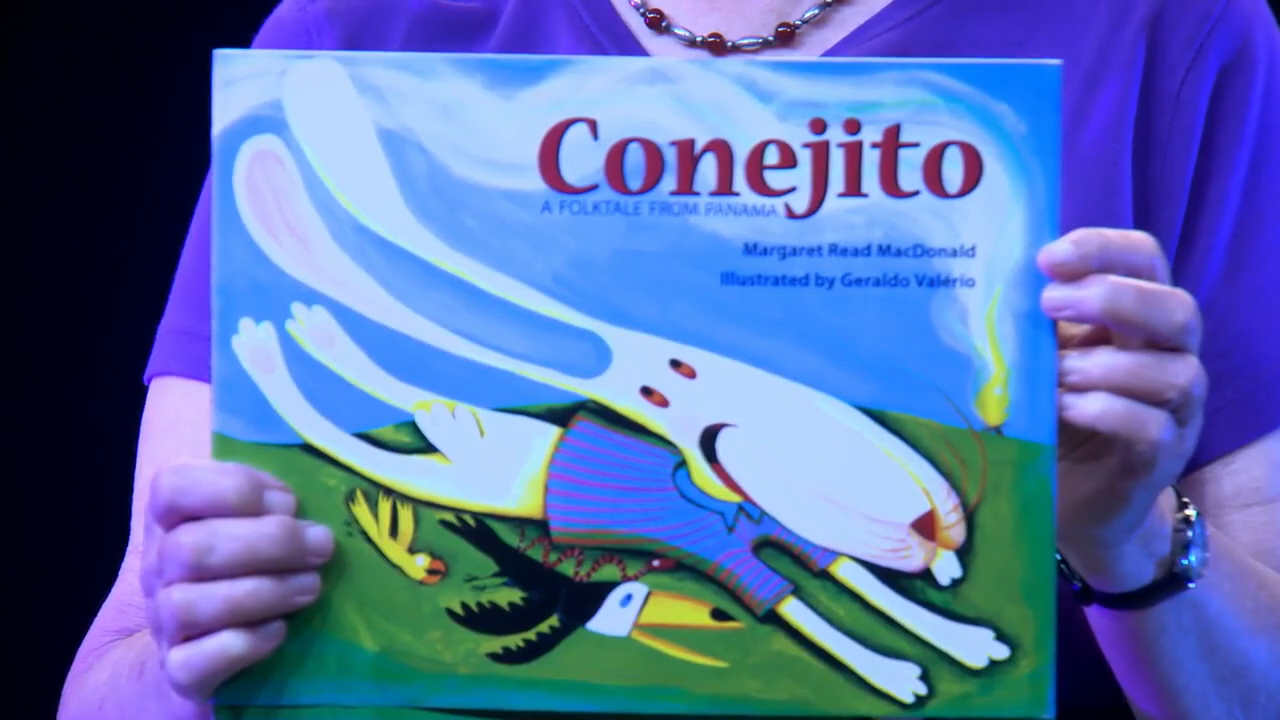 Conejito
A FOLKTALE FROM PANAMA
Margaret Read MacDonald
Illustrated by Geraldo Valério